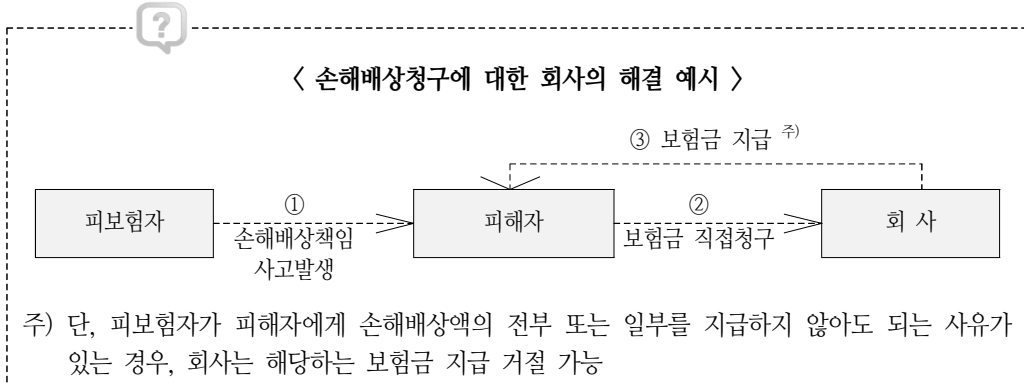 ?
〈 손해배상청구에 대한 회사의 해결 예시 〉
③ 보험금 지급 주)
피보험자
①
손해배상책임
사고발생
피해자
②
보험금 직접청구
회 사
주) 단, 피보험자가 피해자에게 손해배상액의 전부 또는 일부를 지급하지 않아도 되는 사유가
있는 경우, 회사는 해당하는 보험금 지급 거절 가능